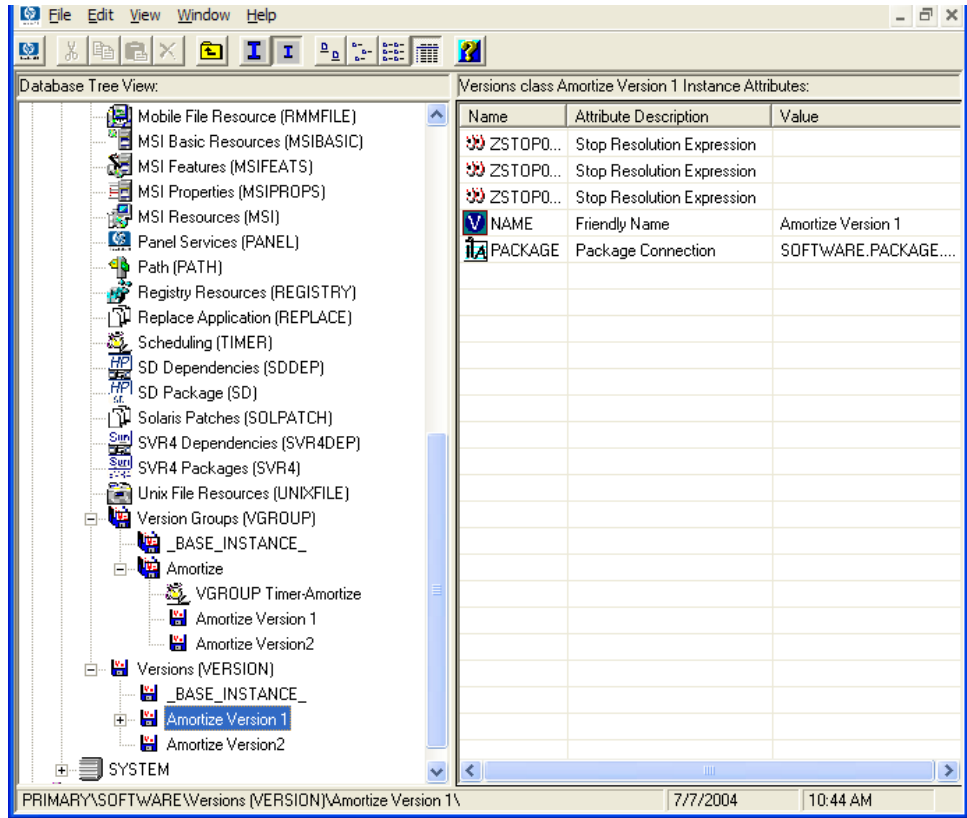 File Edit View Window Help
Database Tree View:
Versions class Amortize Version 1 Instance Attributes:
Mobile File Resource (RMMFILE)
MSI Basic Resources (MSIBASIC)
MSI Features (MSIFEATS)
MSI Properties (MSIPROPS)
MSI Resources (MSI)
Panel Services (PANEL)
Path (PATH)
Registry Resources (REGISTRY)
Replace Application (REPLACE)
Scheduling (TIMER)
SD Dependencies (SDDEP)
SD Package (SD)
Solaris Patches (SOLPATCH)
SVR4 Dependencies (SVR4DEP)
SVR4 Packages (SVR4)
Unix File Resources (UNIXFILE)
Version Groups (VGROUP)
_BASE_INSTANCE_
Amortize
VGROUP Timer-Amortize
Amortize Version 1
Amortize Version2
Versions (VERSION)
_BASE_INSTANCE_
Amortize Version 1
Amortize Version2
SYSTEM
Name Attribute Description Value
ZSTOP0... Stop Resolution Expression
ZSTOP0... Stop Resolution Expression
ZSTOP0... Stop Resolution Expression
NAME Friendly Name Amortize Version 1
PACKAGE Package Connection SOFTWARE.PACKAGE....
PRIMARY\SOFTWARE\Versions (VERSION)\Amortize Version 1\ 7/7/2004 10:44 AM